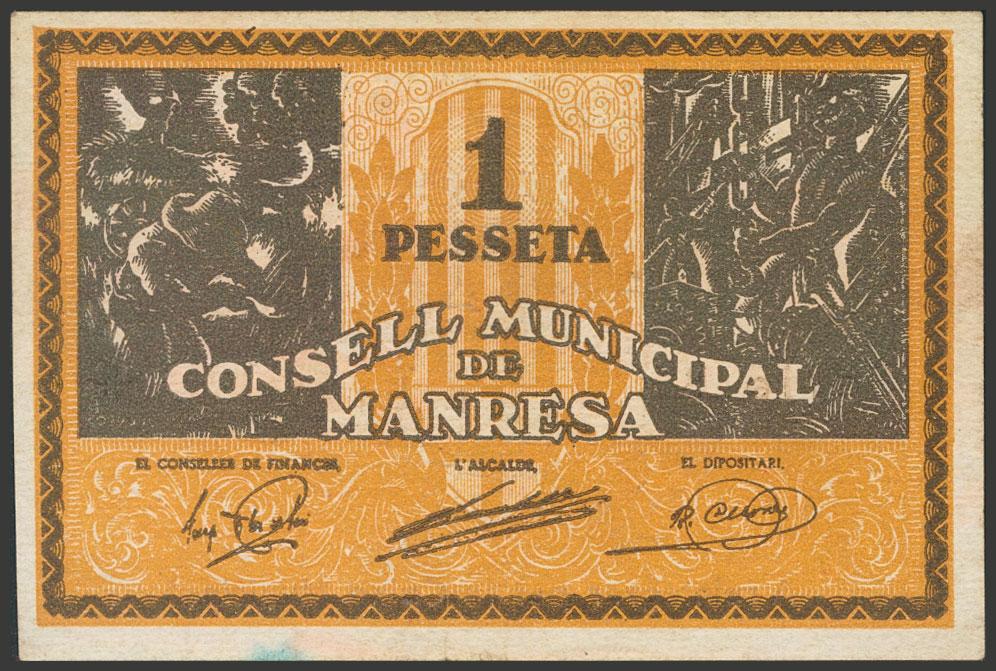 1
PESSETA
CONSELL MUNICIPAL
DE
MANRESA
EL CONSELLER DE FINANCES, L'ALCALDE, EL DIPOSITARI,